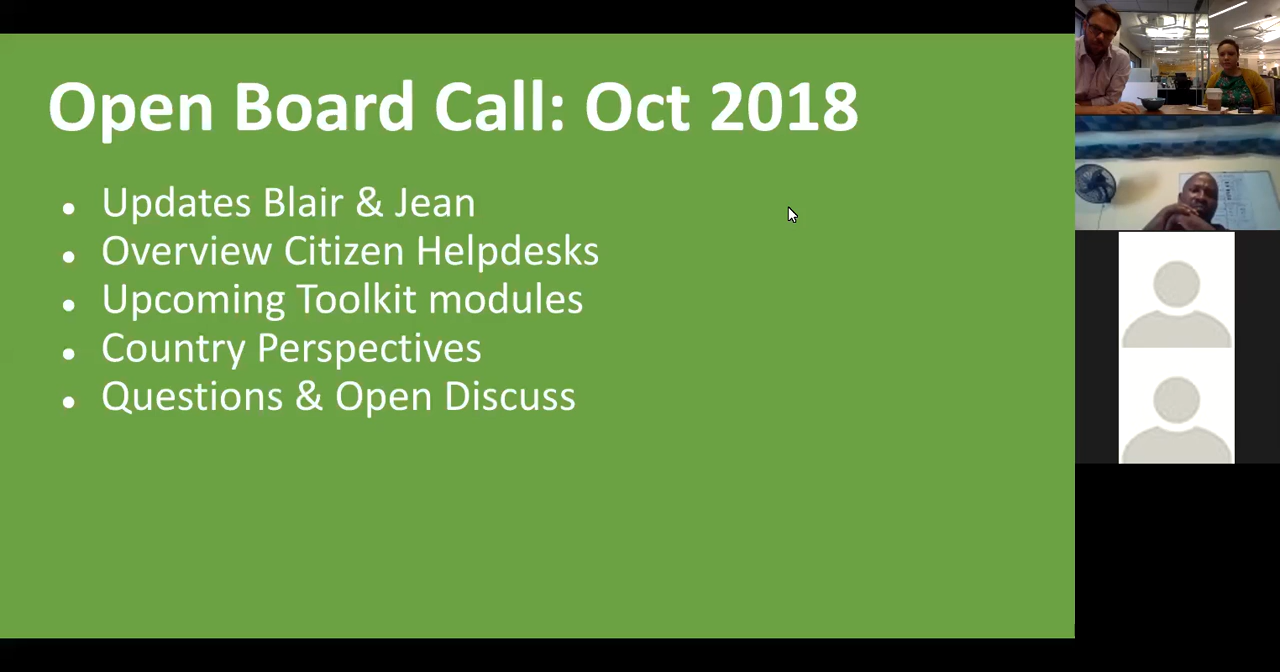 Open Board Call: Oct 2018
Updates Blair & Jean
Overview Citizen Helpdesks
Upcoming Toolkit modules
Country Perspectives
Questions & Open Discuss